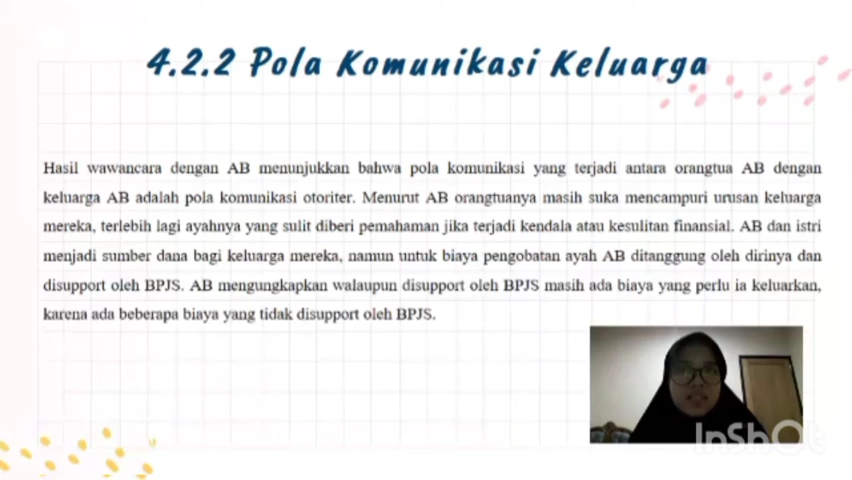 4.2.2 Pola Komunikasi Keluarga
Hasil wawancara dengan AB menunjukkan bahwa pola komunikasi yang terjadi antara orangtua AB dengan
keluarga AB adalah pola komunikasi otoriter. Menurut AB orangtuanya masih suka mencampuri urusan keluarga
mereka, terlebih lagi ayahnya yang sulit diberi pemahaman jika terjadi kendala atau kesulitan finansial. AB dan istri
menjadi sumber dana bagi keluarga mereka, namun untuk biaya pengobatan ayah AB ditanggung oleh dirinya dan
disupport oleh BPJS. AB mengungkapkan walaupun disupport oleh BPJS masih ada biaya yang perlu ia keluarkan,
karena ada beberapa biaya yang tidak disupport oleh BPJS.
InShOt